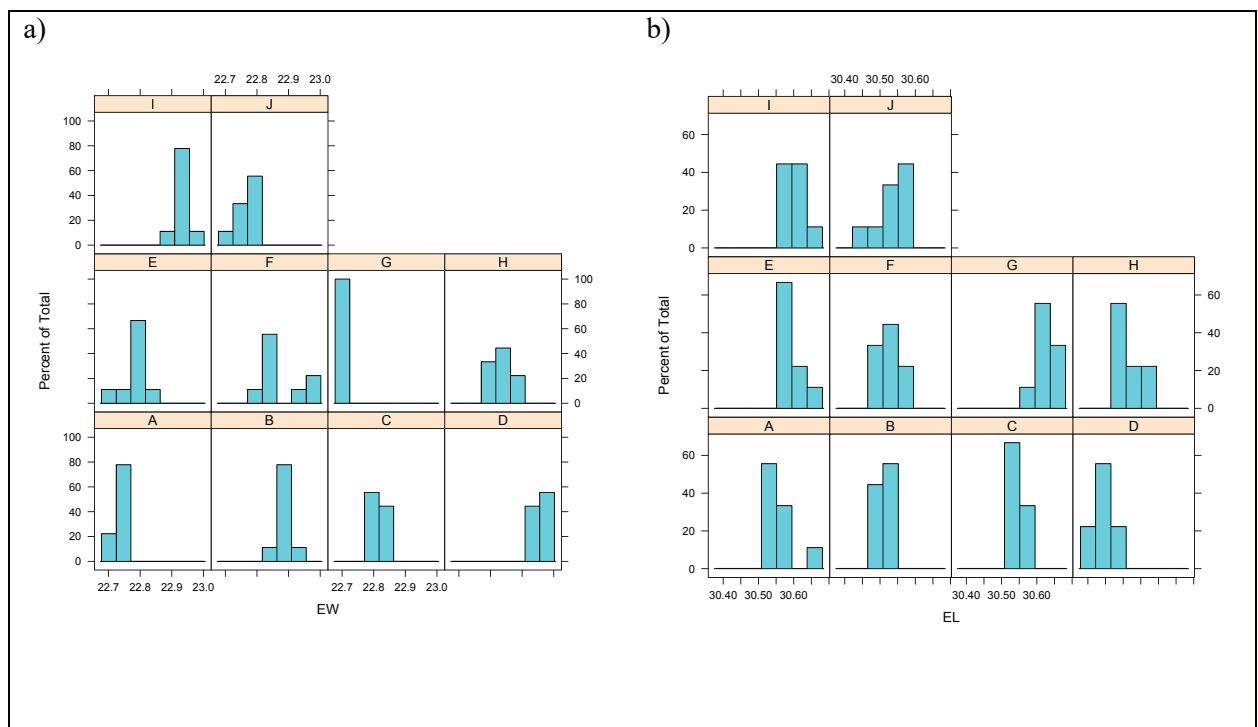 a)
22.7 22.8 22.9 23.0
I J
100
80
60
40
20
0
E F G H
100
80
60
40
20
0
A B C D
100
80
60
40
20
0
22.7 22.8 22.9 23.0 22.7 22.8 22.9 23.0
Percent of Total
EW
b)
30.40 30.50 30.60
I J
60
40
20
0
E F G H
60
40
20
0
A B C D
60
40
20
0
30.40 30.50 30.60 30.40 30.50 30.60
Percent of Total
EL